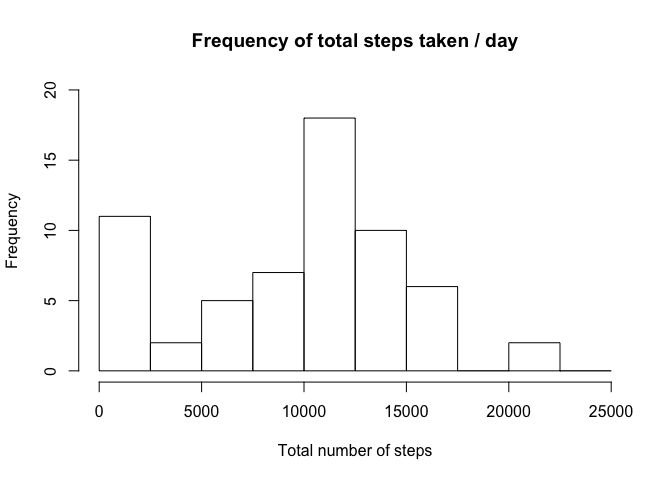 Frequency of total steps taken / day
Frequency
20
15
10
5
0
0 5000 10000 15000 20000 25000
Total number of steps